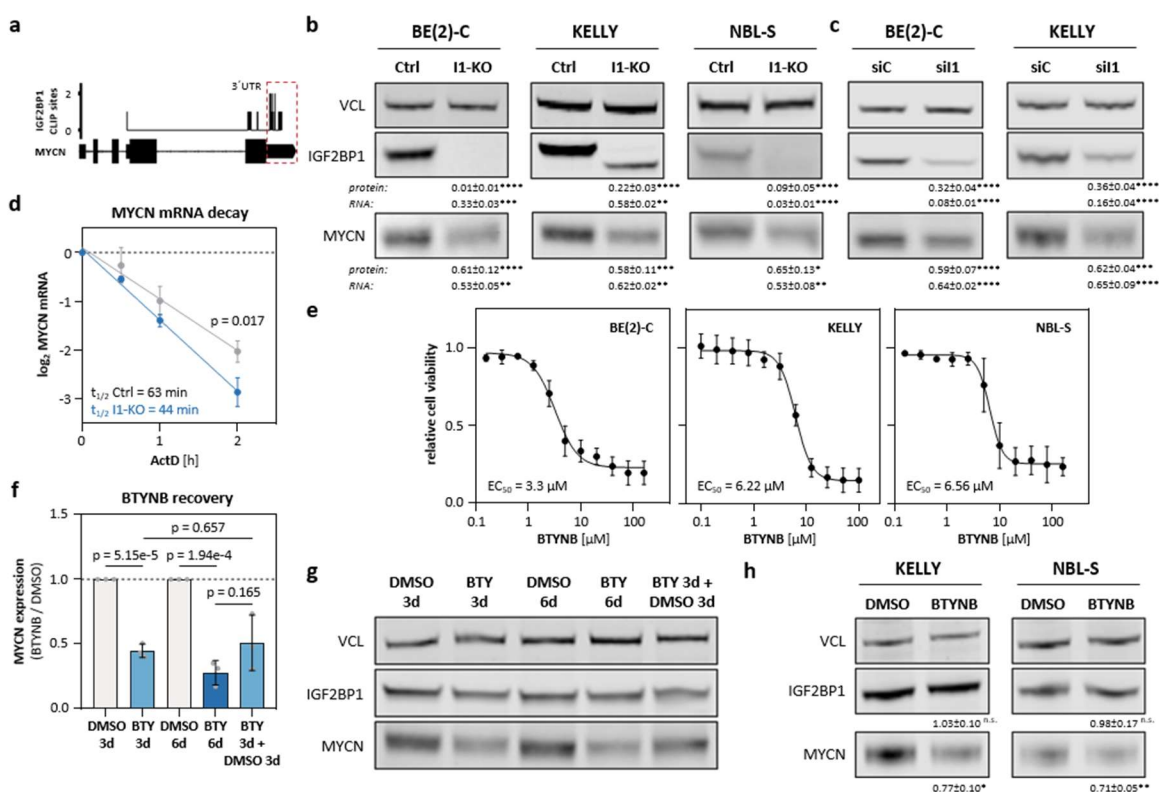 a
IGF2BP1
CLIP sites
2
0
3´UTR
MYCN
b
BE(2)-C KELLY NBL-S
Ctrl I1-KO Ctrl I1-KO Ctrl I1-KO
VCL
IGF2BP1
protein: 0.01±0.01**** 0.22±0.03**** 0.09±0.05****
RNA: 0.33±0.03*** 0.58±0.02** 0.03±0.01****
MYCN
protein: 0.61±0.12**** 0.58±0.11*** 0.65±0.13*
RNA: 0.53±0.05** 0.62±0.02** 0.53±0.08**
c
BE(2)-C KELLY
siC siI1 siC siI1
0.32±0.04**** 0.36±0.04****
0.08±0.01**** 0.16±0.04****
0.59±0.07**** 0.62±0.04***
0.64±0.02**** 0.65±0.09****
d
MYCN mRNA decay
log2 MYCN mRNA
0
-1
-2
-3
p = 0.017
t1/2 Ctrl = 63 min
t1/2 I1-KO = 44 min
0 1 2
ActD [h]
e
relative cell viability
1.0
0.5
0.0
BE(2)-C
EC50 = 3.3 µM
0.1 1 10 100
BTYNB [µM]
KELLY
EC50 = 6.22 µM
0.1 1 10 100
BTYNB [µM]
NBL-S
EC50 = 6.56 µM
0.1 1 10 100
BTYNB [µM]
f
BTYNB recovery
MYCN expression
(BTYNB / DMSO)
1.5
1.0
0.5
0.0
p = 0.657
p = 5.15e-5 p = 1.94e-4
p = 0.165
DMSO BTY DMSO BTY BTY
3d 3d 6d 6d 3d +
DMSO 3d
g
DMSO BTY DMSO BTY BTY 3d +
3d 3d 6d 6d DMSO 3d
VCL
IGF2BP1
MYCN
h
KELLY NBL-S
DMSO BTYNB DMSO BTYNB
VCL
IGF2BP1
1.03±0.10 n.s. 0.98±0.17 n.s.
MYCN
0.77±0.10* 0.71±0.05**